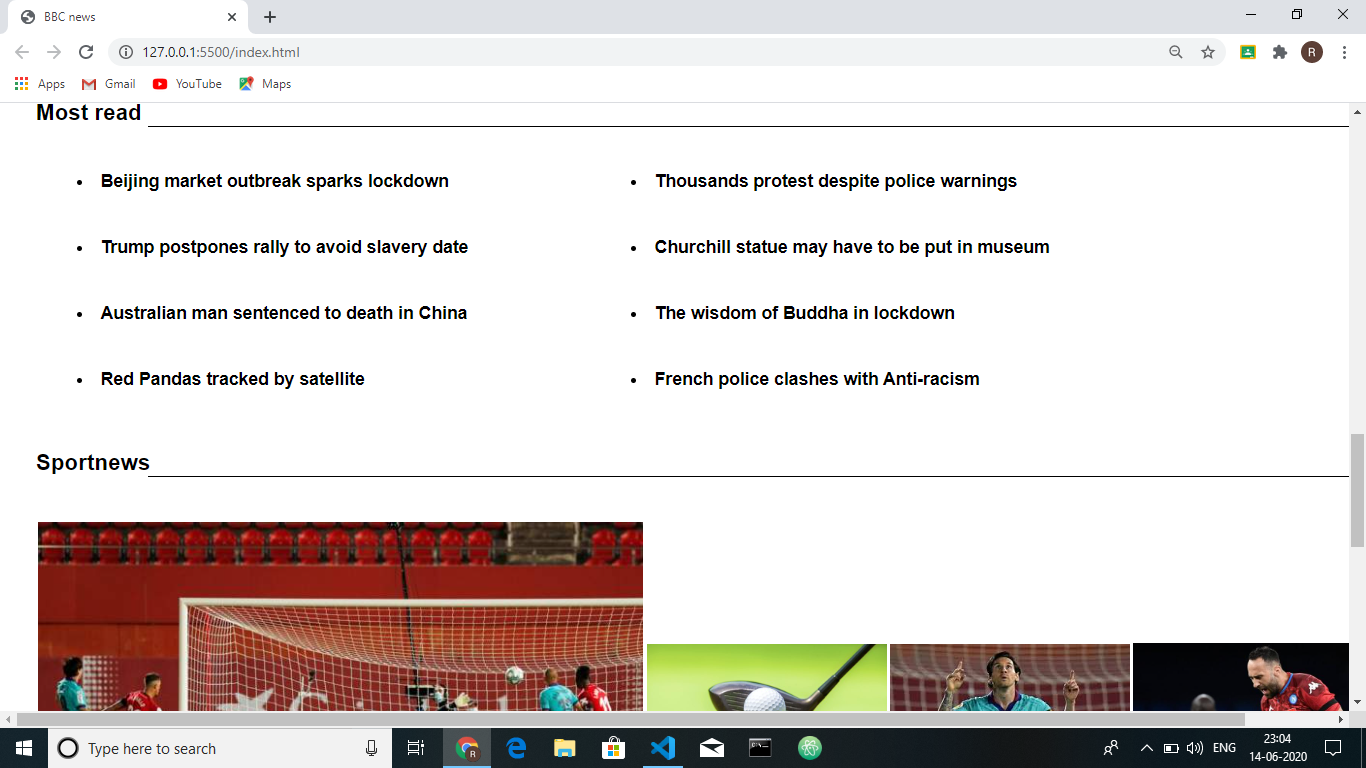 BBC news
127.0.0.1:5500/index.html
R
Apps Gmail YouTube Maps
Most read
Beijing market outbreak sparks lockdown
Thousands protest despite police warnings
Trump postpones rally to avoid slavery date
Churchill statue may have to be put in museum
Australian man sentenced to death in China
The wisdom of Buddha in lockdown
Red Pandas tracked by satellite
French police clashes with Anti-racism
Sportnews
Type here to search
R
ENG
23:04
14-06-2020